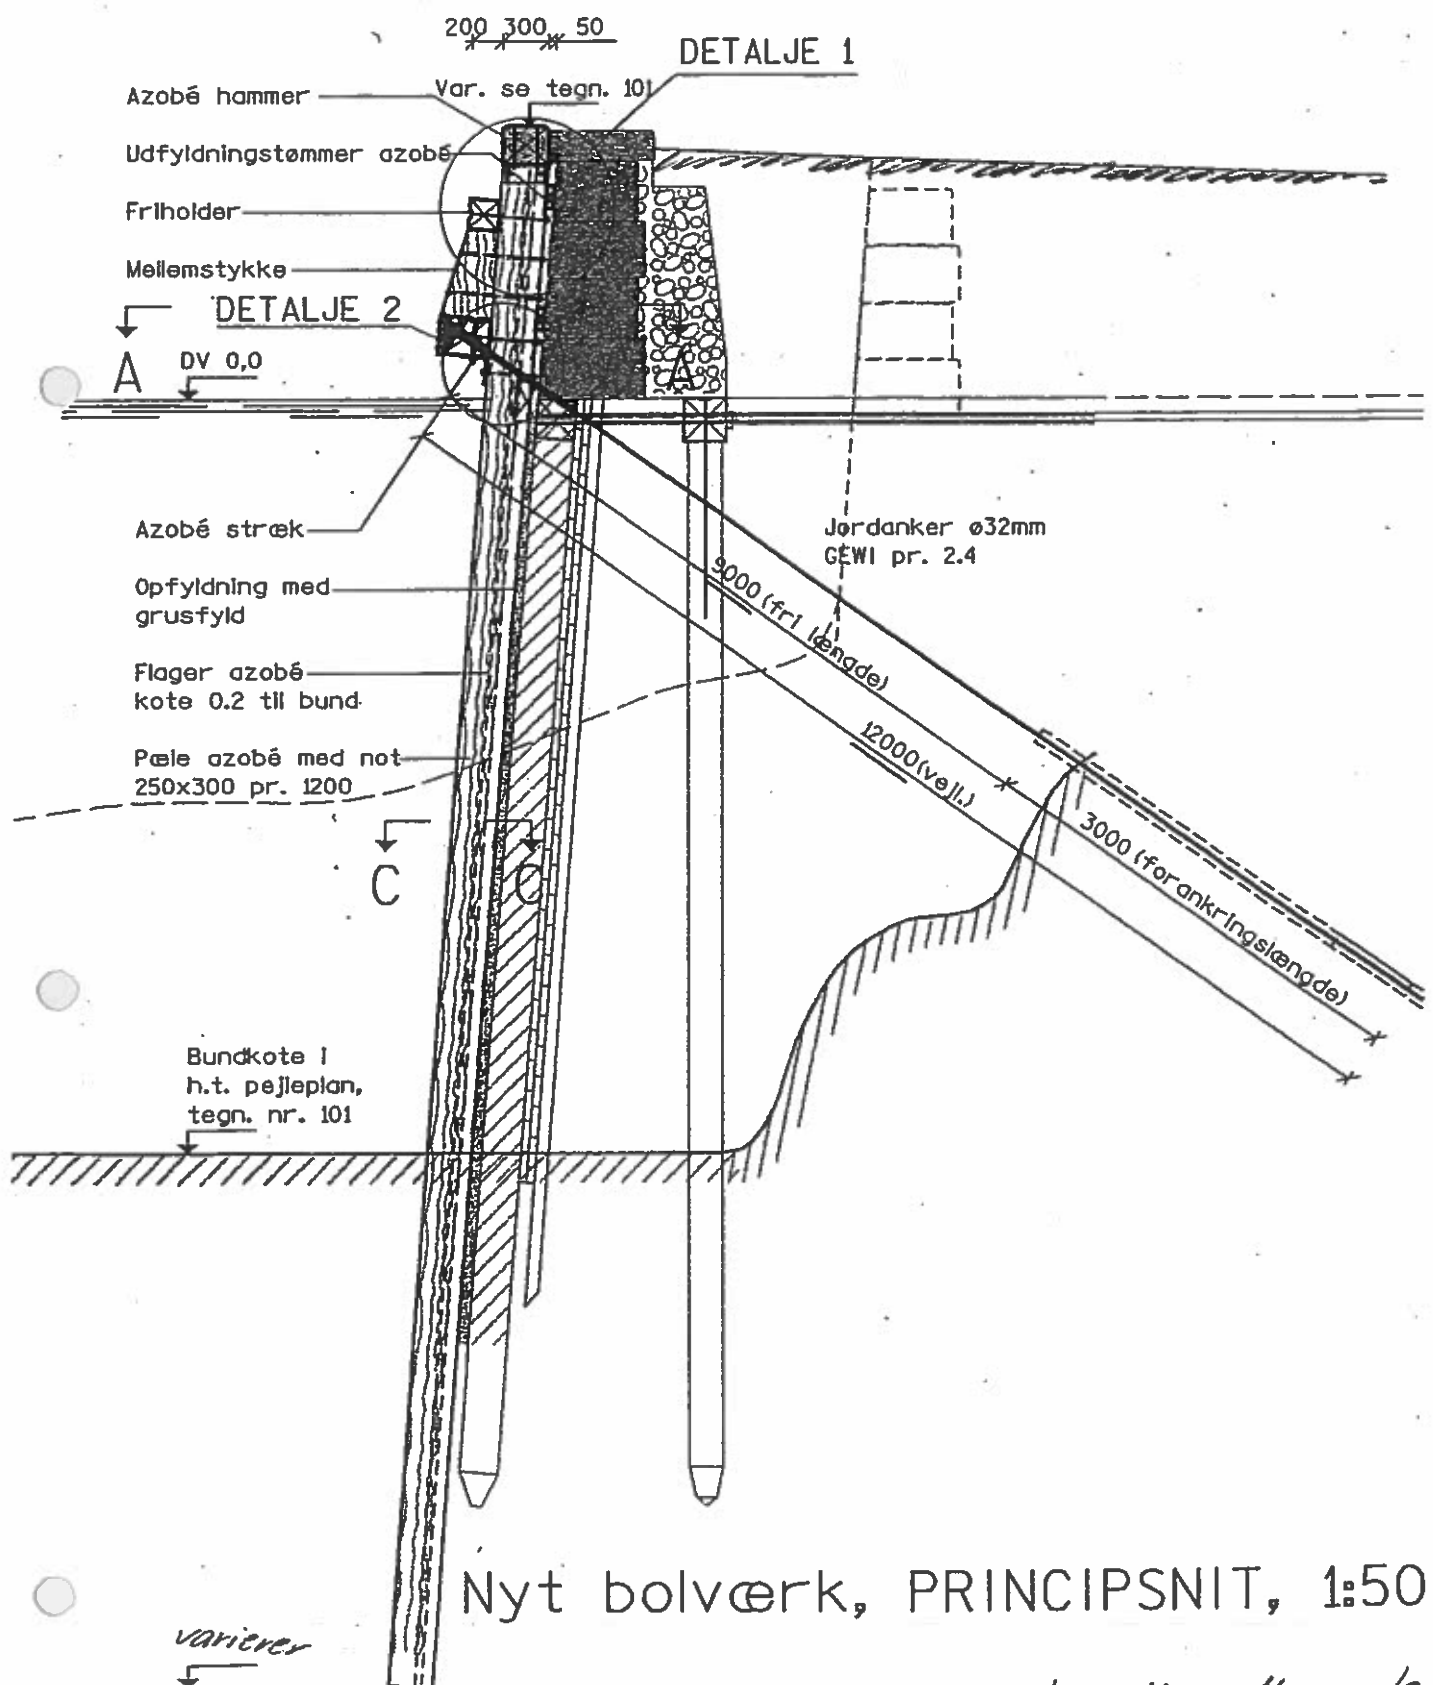 200 300 50
DETALJE 1
Var. se tegn. 101
Azobé hammer
Udfyldningstømmer azobé
Friholder
Mellemstykke
DETALJE 2
A
A
DV 0,0
Azobé stræk
Jordanker ø32mm
GEWI pr. 2.4
Opfyldning med
grusfyld
9000 (fri længde)
Flager azobé
kote 0.2 til bund
12000 (vejl.)
Pæle azobé med not
250x300 pr. 1200
3000 (forankringslængde)
C
C
Bundkote i
h.t. pejleplan,
tegn. nr. 101
Nyt bolværk, PRINCIPSNIT, 1:50
varierer